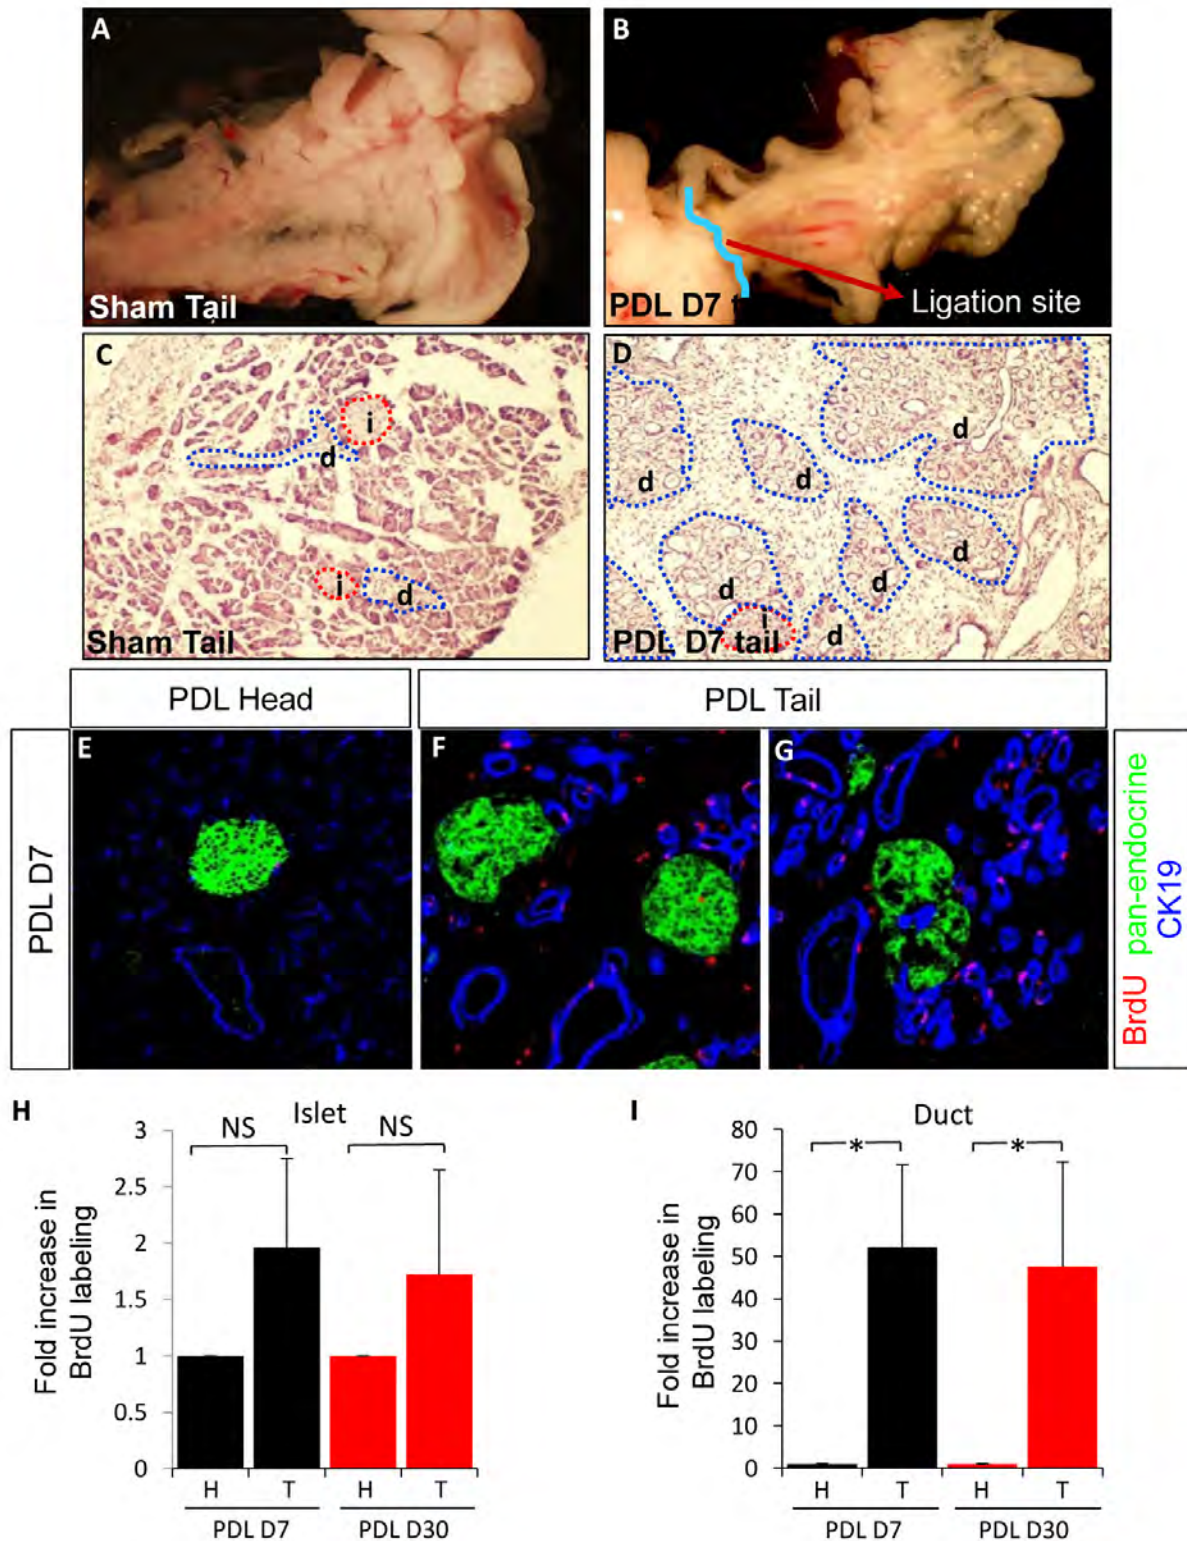 A
B
Sham Tail
PDL D7 t
Ligation site
C
D
i
d
i
d
Sham Tail
d
d
d
d
d
d
i
d
PDL D7 tail
PDL Head
PDL Tail
PDL D7
E
F
G
BrdU pan-endocrine
CK19
H
Islet
NS
NS
Fold increase in
BrdU labeling
3
2.5
2
1.5
1
0.5
0
H
T
H
T
PDL D7
PDL D30
I
Duct
*
*
Fold increase in
BrdU labeling
80
70
60
50
40
30
20
10
0
H
T
H
T
PDL D7
PDL D30